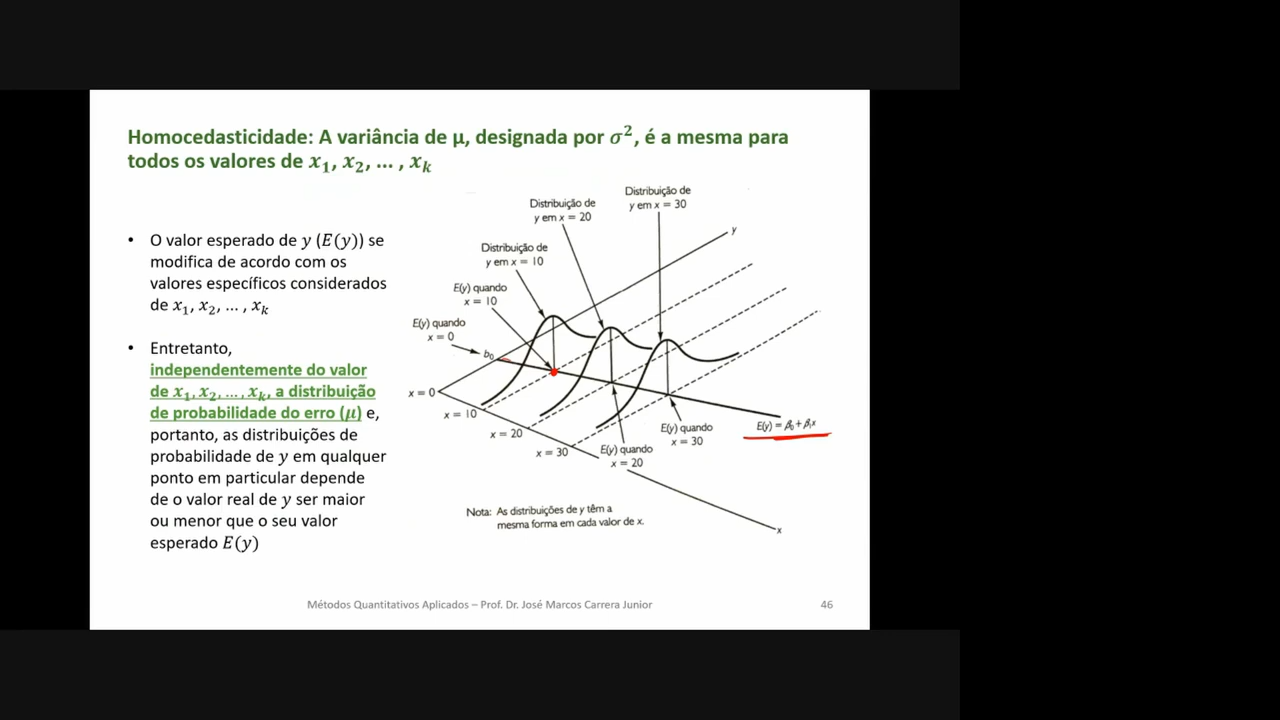 Homocedasticidade: A variância de μ, designada por σ², é a mesma para
todos os valores de x₁, x₂, … , xₖ
• O valor esperado de y (E(y)) se
modifica de acordo com os
valores específicos considerados
de x₁, x₂, … , xₖ
• Entretanto,
independentemente do valor
de x₁, x₂, … , xₖ, a distribuição
de probabilidade do erro (μ) e,
portanto, as distribuições de
probabilidade de y em qualquer
ponto em particular depende
de o valor real de y ser maior
ou menor que o seu valor
esperado E(y)
Distribuição de
y em x = 30
Distribuição de
y em x = 20
Distribuição de
y em x = 10
E(y) quando
x = 10
E(y) quando
x = 0
y
b₀
x = 0
x = 10
x = 20
x = 30
E(y) quando
x = 20
E(y) quando
x = 30
E(y) = β₀ + β₁x
x
Nota: As distribuições de y têm a
mesma forma em cada valor de x.
Métodos Quantitativos Aplicados – Prof. Dr. José Marcos Carrera Junior
46